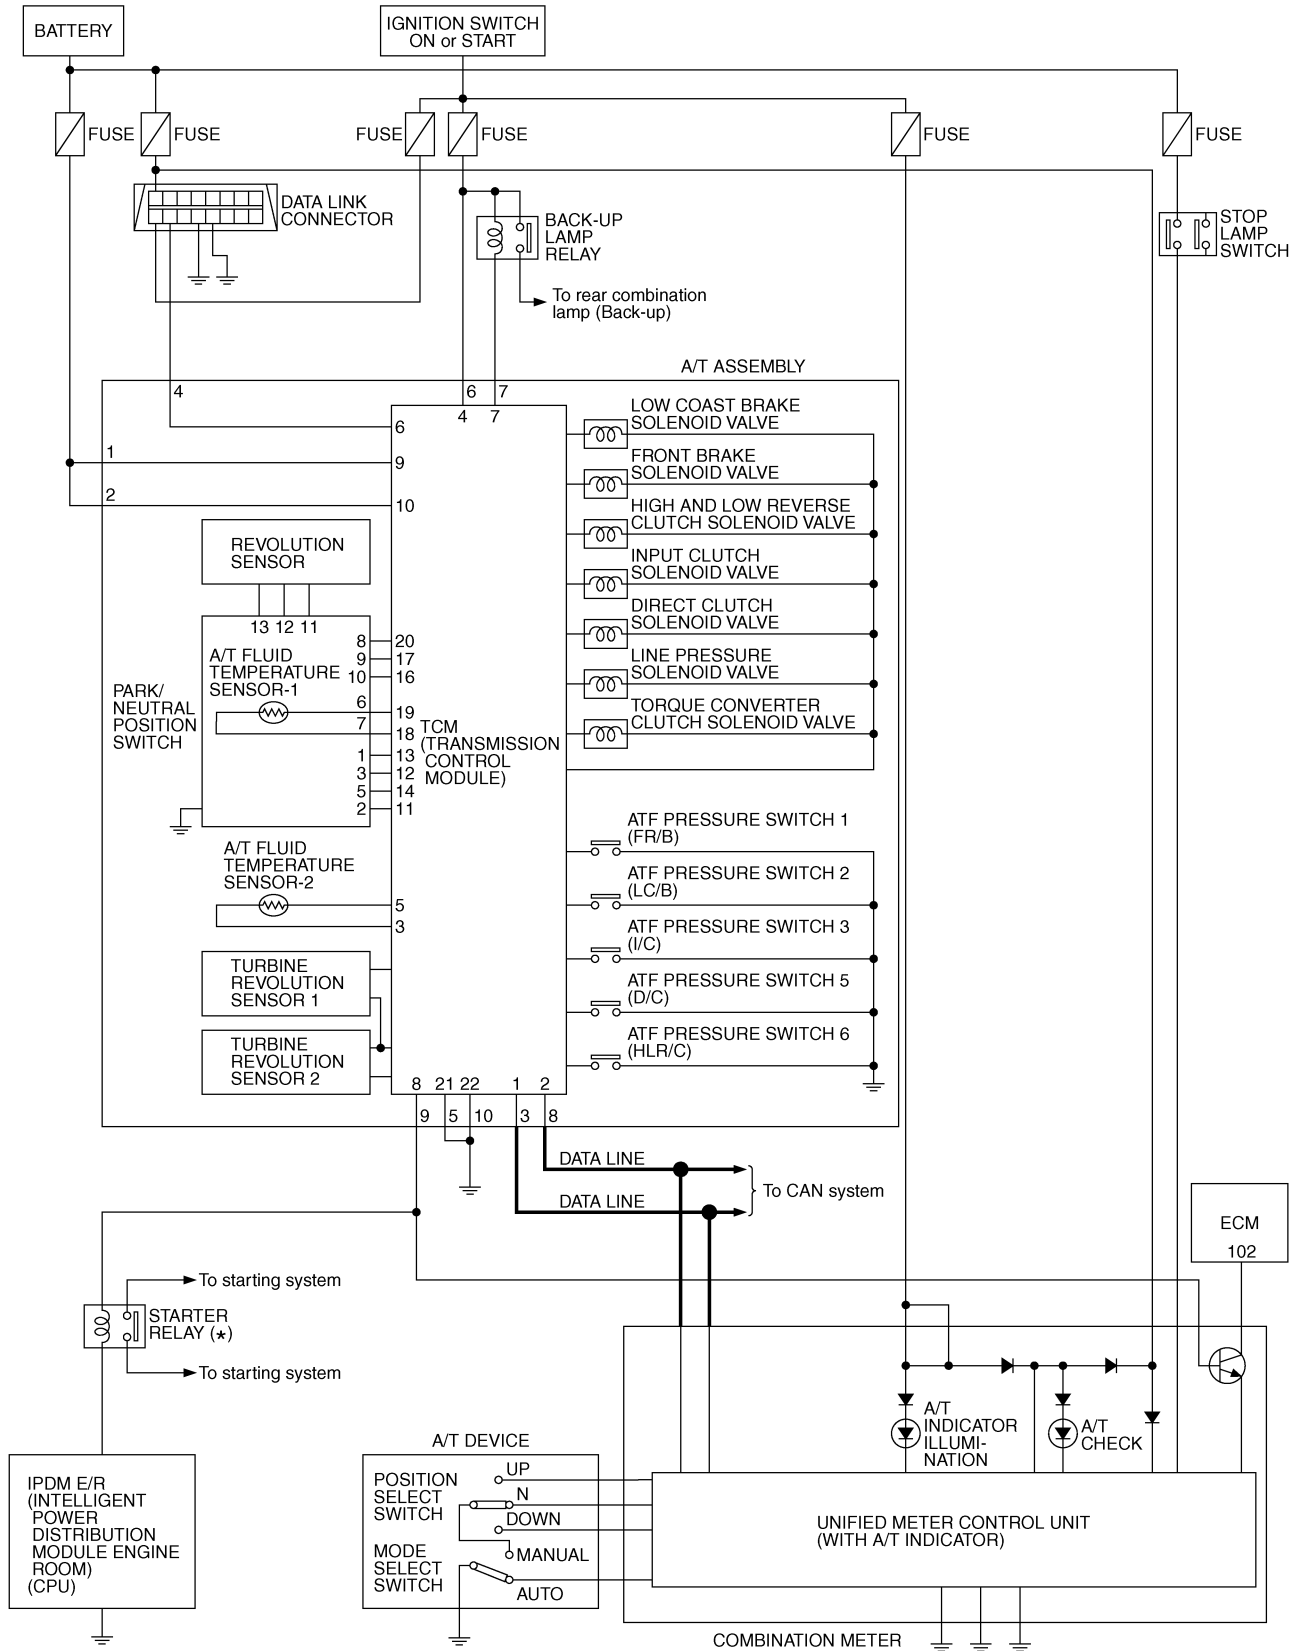 BATTERY
IGNITION SWITCH
ON or START
FUSE
FUSE
FUSE
FUSE
FUSE
FUSE
DATA LINK
CONNECTOR
BACK-UP
LAMP
RELAY
STOP
LAMP
SWITCH
To rear combination
lamp (Back-up)
A/T ASSEMBLY
4
6
7
4
7
6
1
9
2
10
LOW COAST BRAKE
SOLENOID VALVE
FRONT BRAKE
SOLENOID VALVE
HIGH AND LOW REVERSE
CLUTCH SOLENOID VALVE
INPUT CLUTCH
SOLENOID VALVE
DIRECT CLUTCH
SOLENOID VALVE
LINE PRESSURE
SOLENOID VALVE
TORQUE CONVERTER
CLUTCH SOLENOID VALVE
REVOLUTION
SENSOR
13 12 11
A/T FLUID
TEMPERATURE
SENSOR-1
PARK/
NEUTRAL
POSITION
SWITCH
8 20
9 17
10 16
6 19
7 18
1 13
3 12
5 14
2 11
TCM
(TRANSMISSION
CONTROL
MODULE)
A/T FLUID
TEMPERATURE
SENSOR-2
5
3
ATF PRESSURE SWITCH 1
(FR/B)
ATF PRESSURE SWITCH 2
(LC/B)
ATF PRESSURE SWITCH 3
(I/C)
ATF PRESSURE SWITCH 5
(D/C)
ATF PRESSURE SWITCH 6
(HLR/C)
TURBINE
REVOLUTION
SENSOR 1
TURBINE
REVOLUTION
SENSOR 2
8 21 22 1 2
9 5 10 3 8
DATA LINE
DATA LINE
To CAN system
ECM
102
To starting system
STARTER
RELAY (*)
To starting system
A/T
INDICATOR
ILLUMI-
NATION
A/T
CHECK
A/T DEVICE
POSITION
SELECT
SWITCH
UP
N
DOWN
MODE
SELECT
SWITCH
MANUAL
AUTO
IPDM E/R
(INTELLIGENT
POWER
DISTRIBUTION
MODULE ENGINE
ROOM)
(CPU)
UNIFIED METER CONTROL UNIT
(WITH A/T INDICATOR)
COMBINATION METER